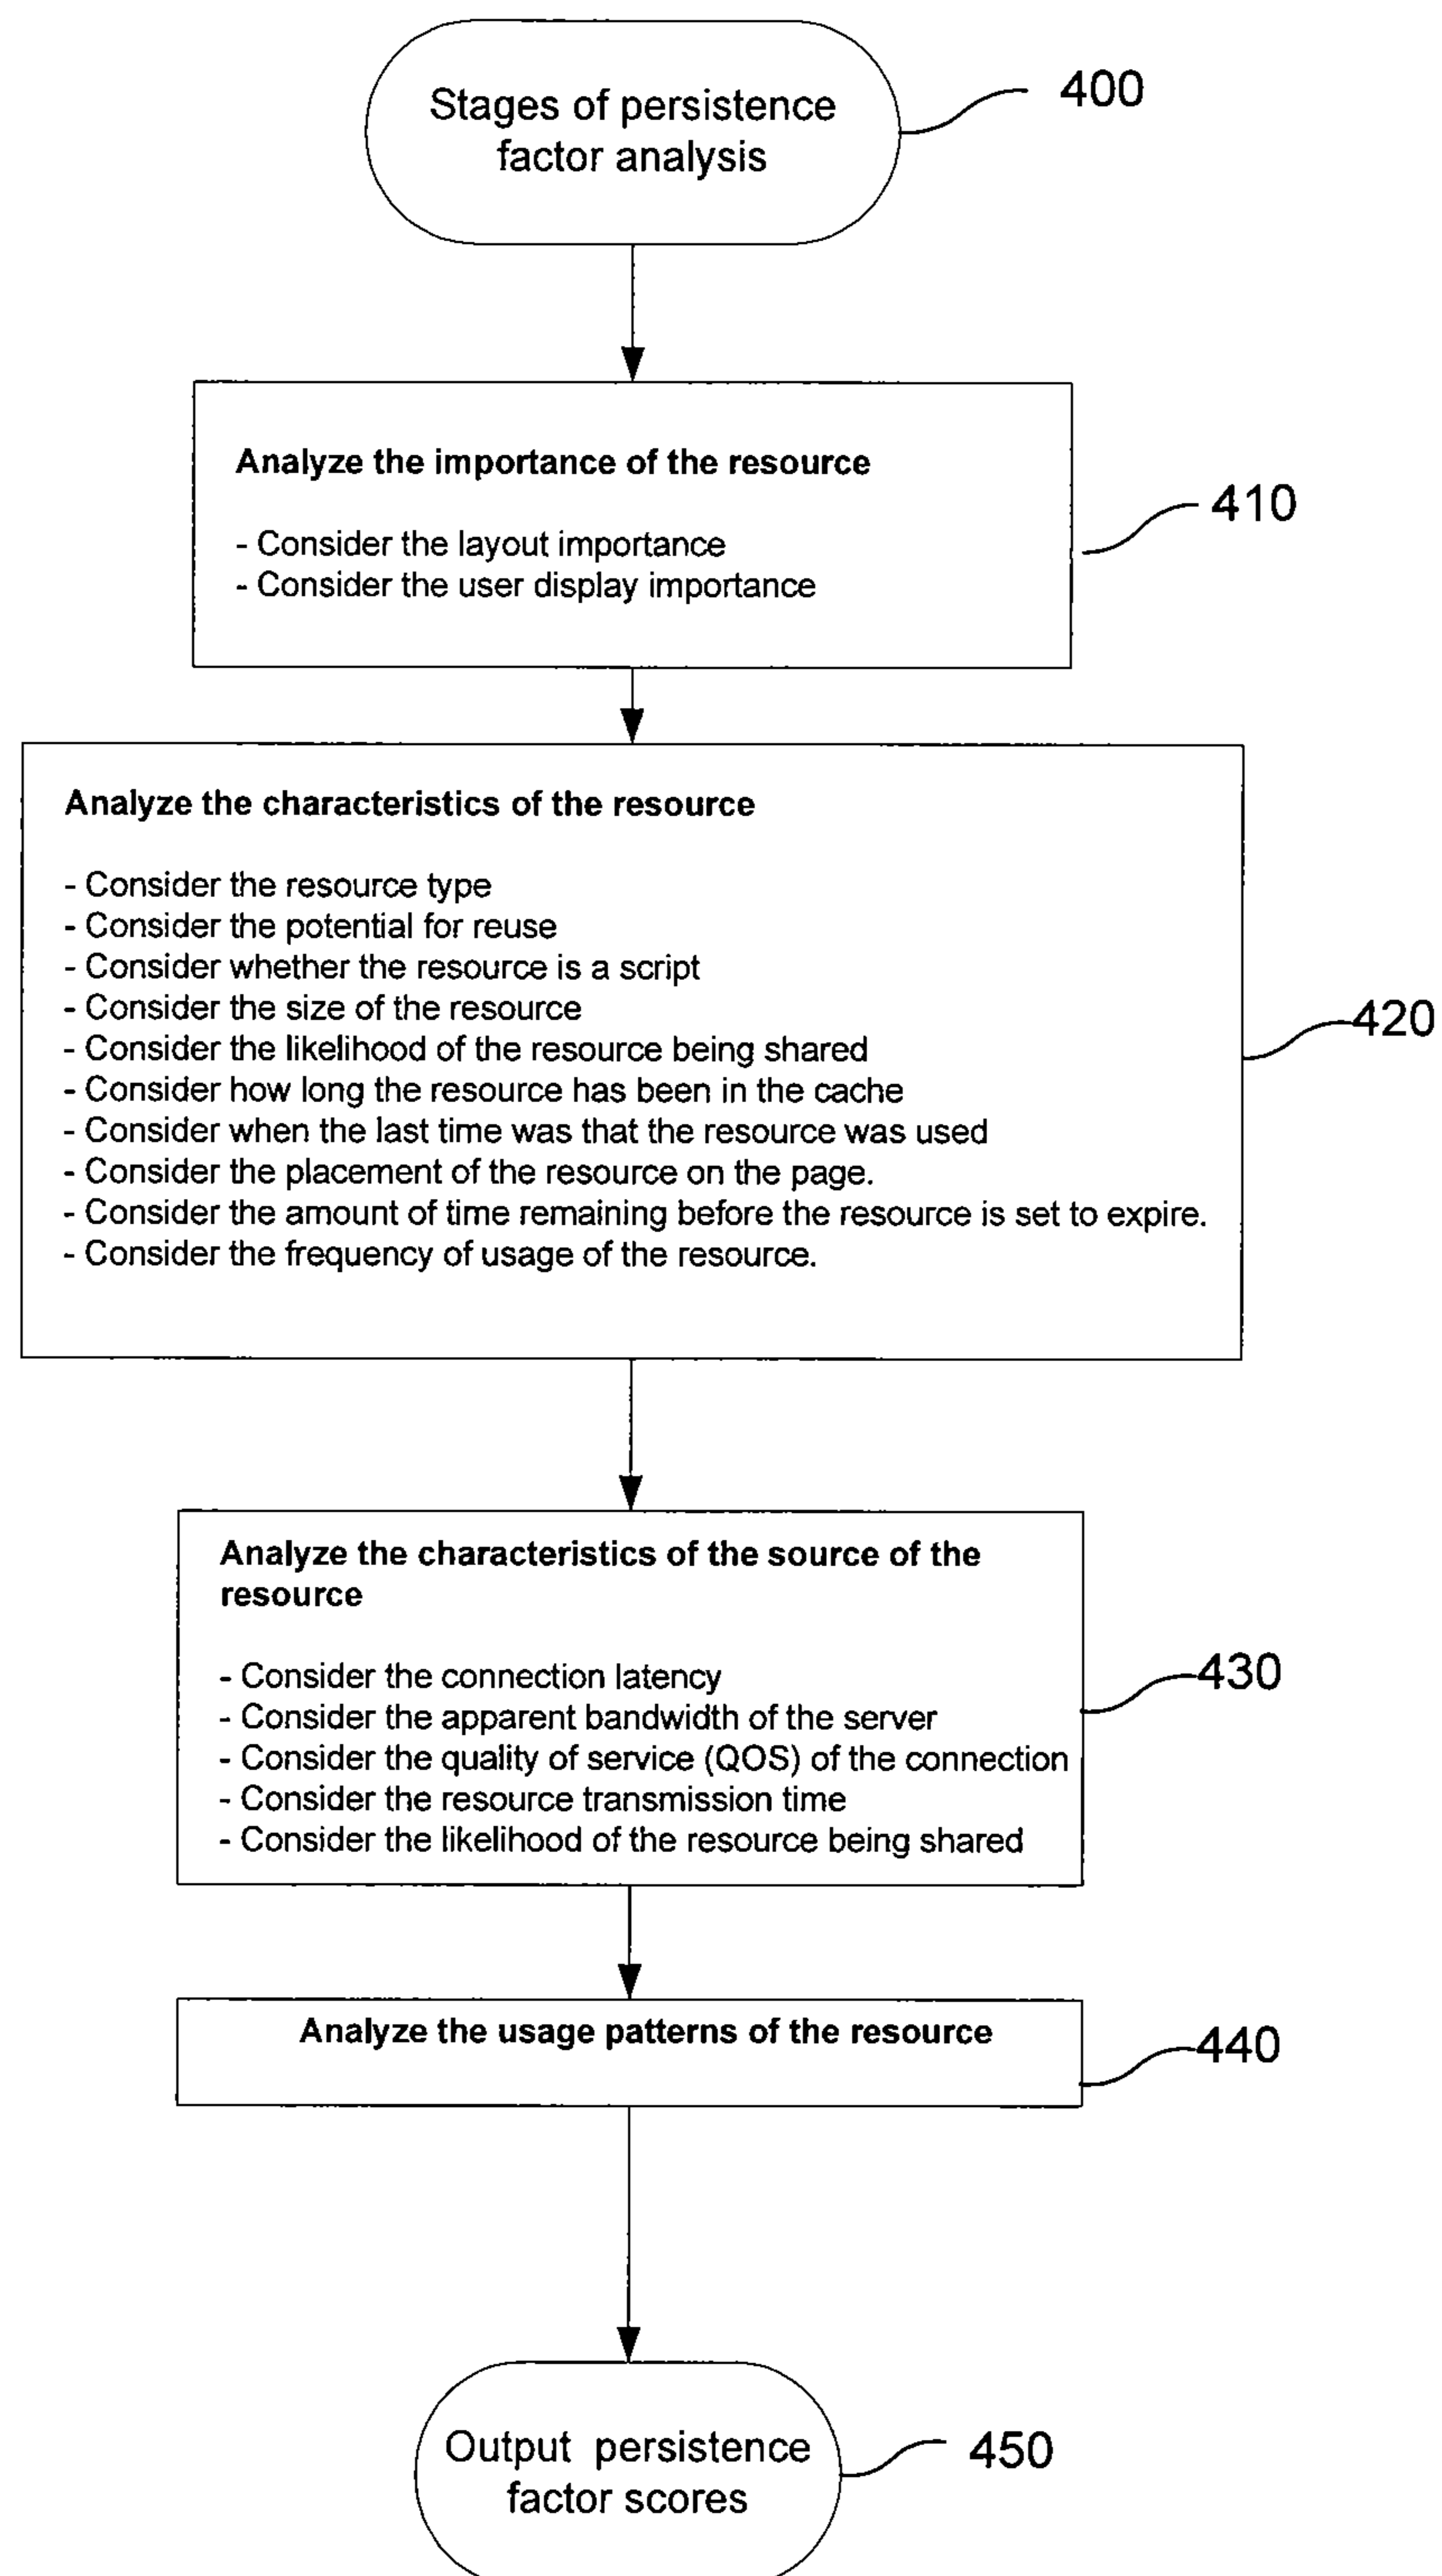 Stages of persistence
factor analysis
400
Analyze the importance of the resource
- Consider the layout importance
- Consider the user display importance
410
Analyze the characteristics of the resource
- Consider the resource type
- Consider the potential for reuse
- Consider whether the resource is a script
- Consider the size of the resource
- Consider the likelihood of the resource being shared
- Consider how long the resource has been in the cache
- Consider when the last time was that the resource was used
- Consider the placement of the resource on the page.
- Consider the amount of time remaining before the resource is set to expire.
- Consider the frequency of usage of the resource.
420
Analyze the characteristics of the source of the
resource
- Consider the connection latency
- Consider the apparent bandwidth of the server
- Consider the quality of service (QOS) of the connection
- Consider the resource transmission time
- Consider the likelihood of the resource being shared
430
Analyze the usage patterns of the resource
440
Output persistence
factor scores
450